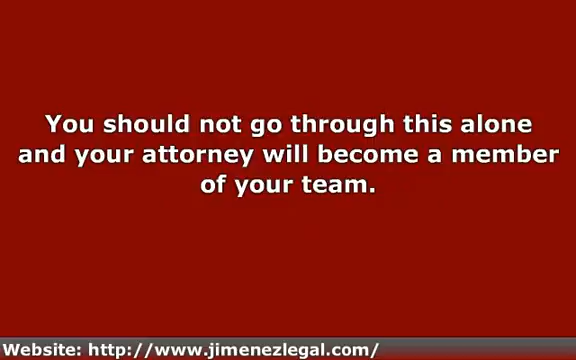 You should not go through this alone
and your attorney will become a member
of your team.
Website: http://www.jimenezlegal.com/